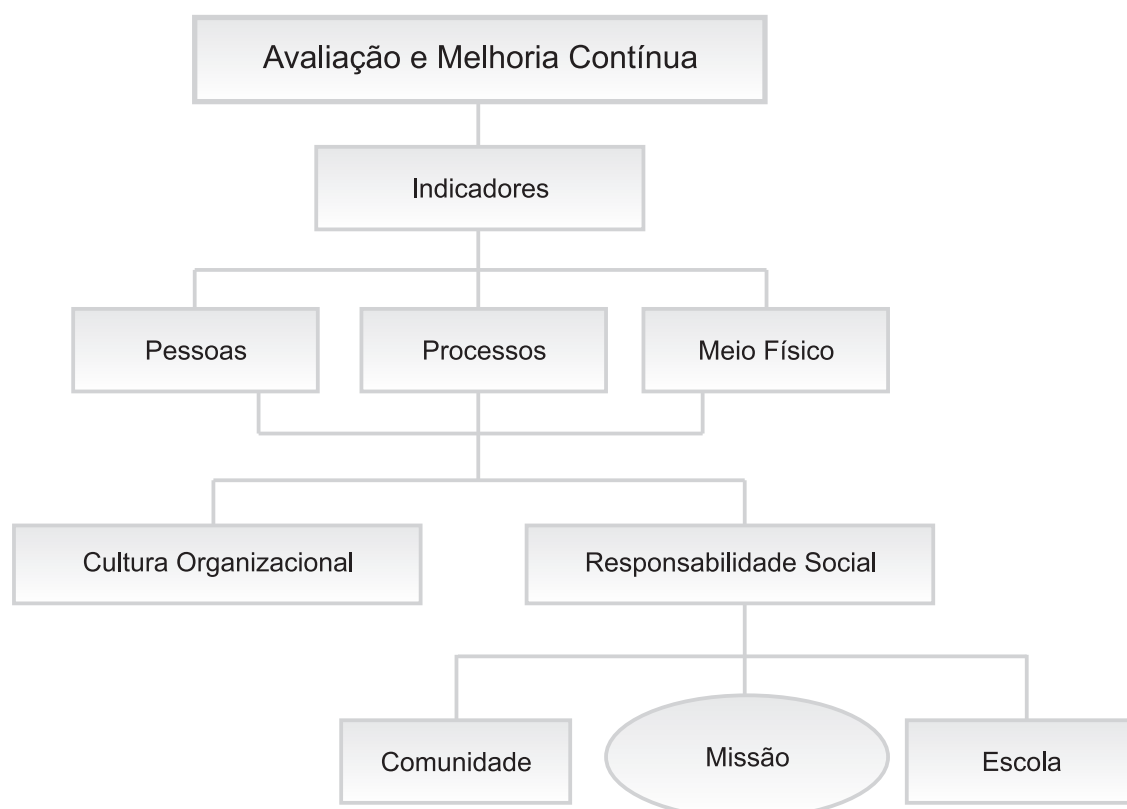 Avaliação e Melhoria Contínua
Indicadores
Pessoas
Processos
Meio Físico
Cultura Organizacional
Responsabilidade Social
Comunidade
Missão
Escola